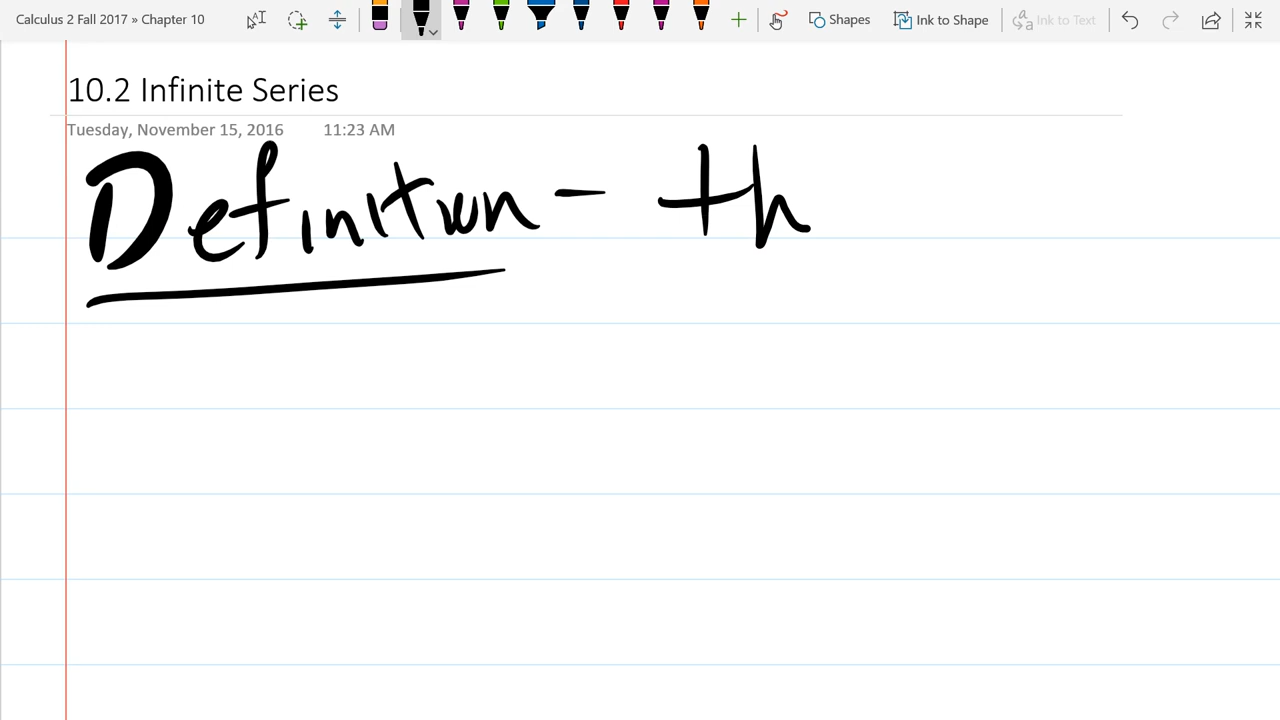 Calculus 2 Fall 2017 » Chapter 10
Shapes
Ink to Shape
Ink to Text
10.2 Infinite Series
Tuesday, November 15, 2016 11:23 AM
Definition - th